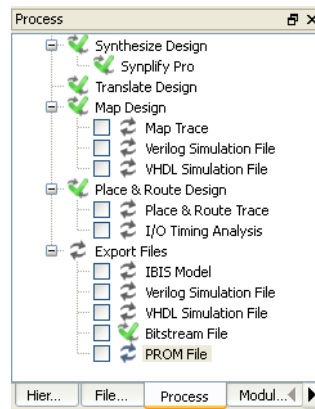 Process
Synthesize Design
Synplify Pro
Translate Design
Map Design
Map Trace
Verilog Simulation File
VHDL Simulation File
Place & Route Design
Place & Route Trace
I/O Timing Analysis
Export Files
IBIS Model
Verilog Simulation File
VHDL Simulation File
Bitstream File
PROM File
Hier... File... Process Modul...